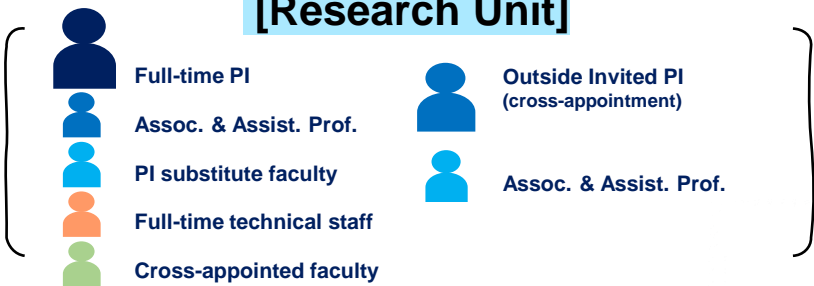 [Research Unit]
Full-time PI
Assoc. & Assist. Prof.
PI substitute faculty
Full-time technical staff
Cross-appointed faculty
Outside Invited PI
(cross-appointment)
Assoc. & Assist. Prof.